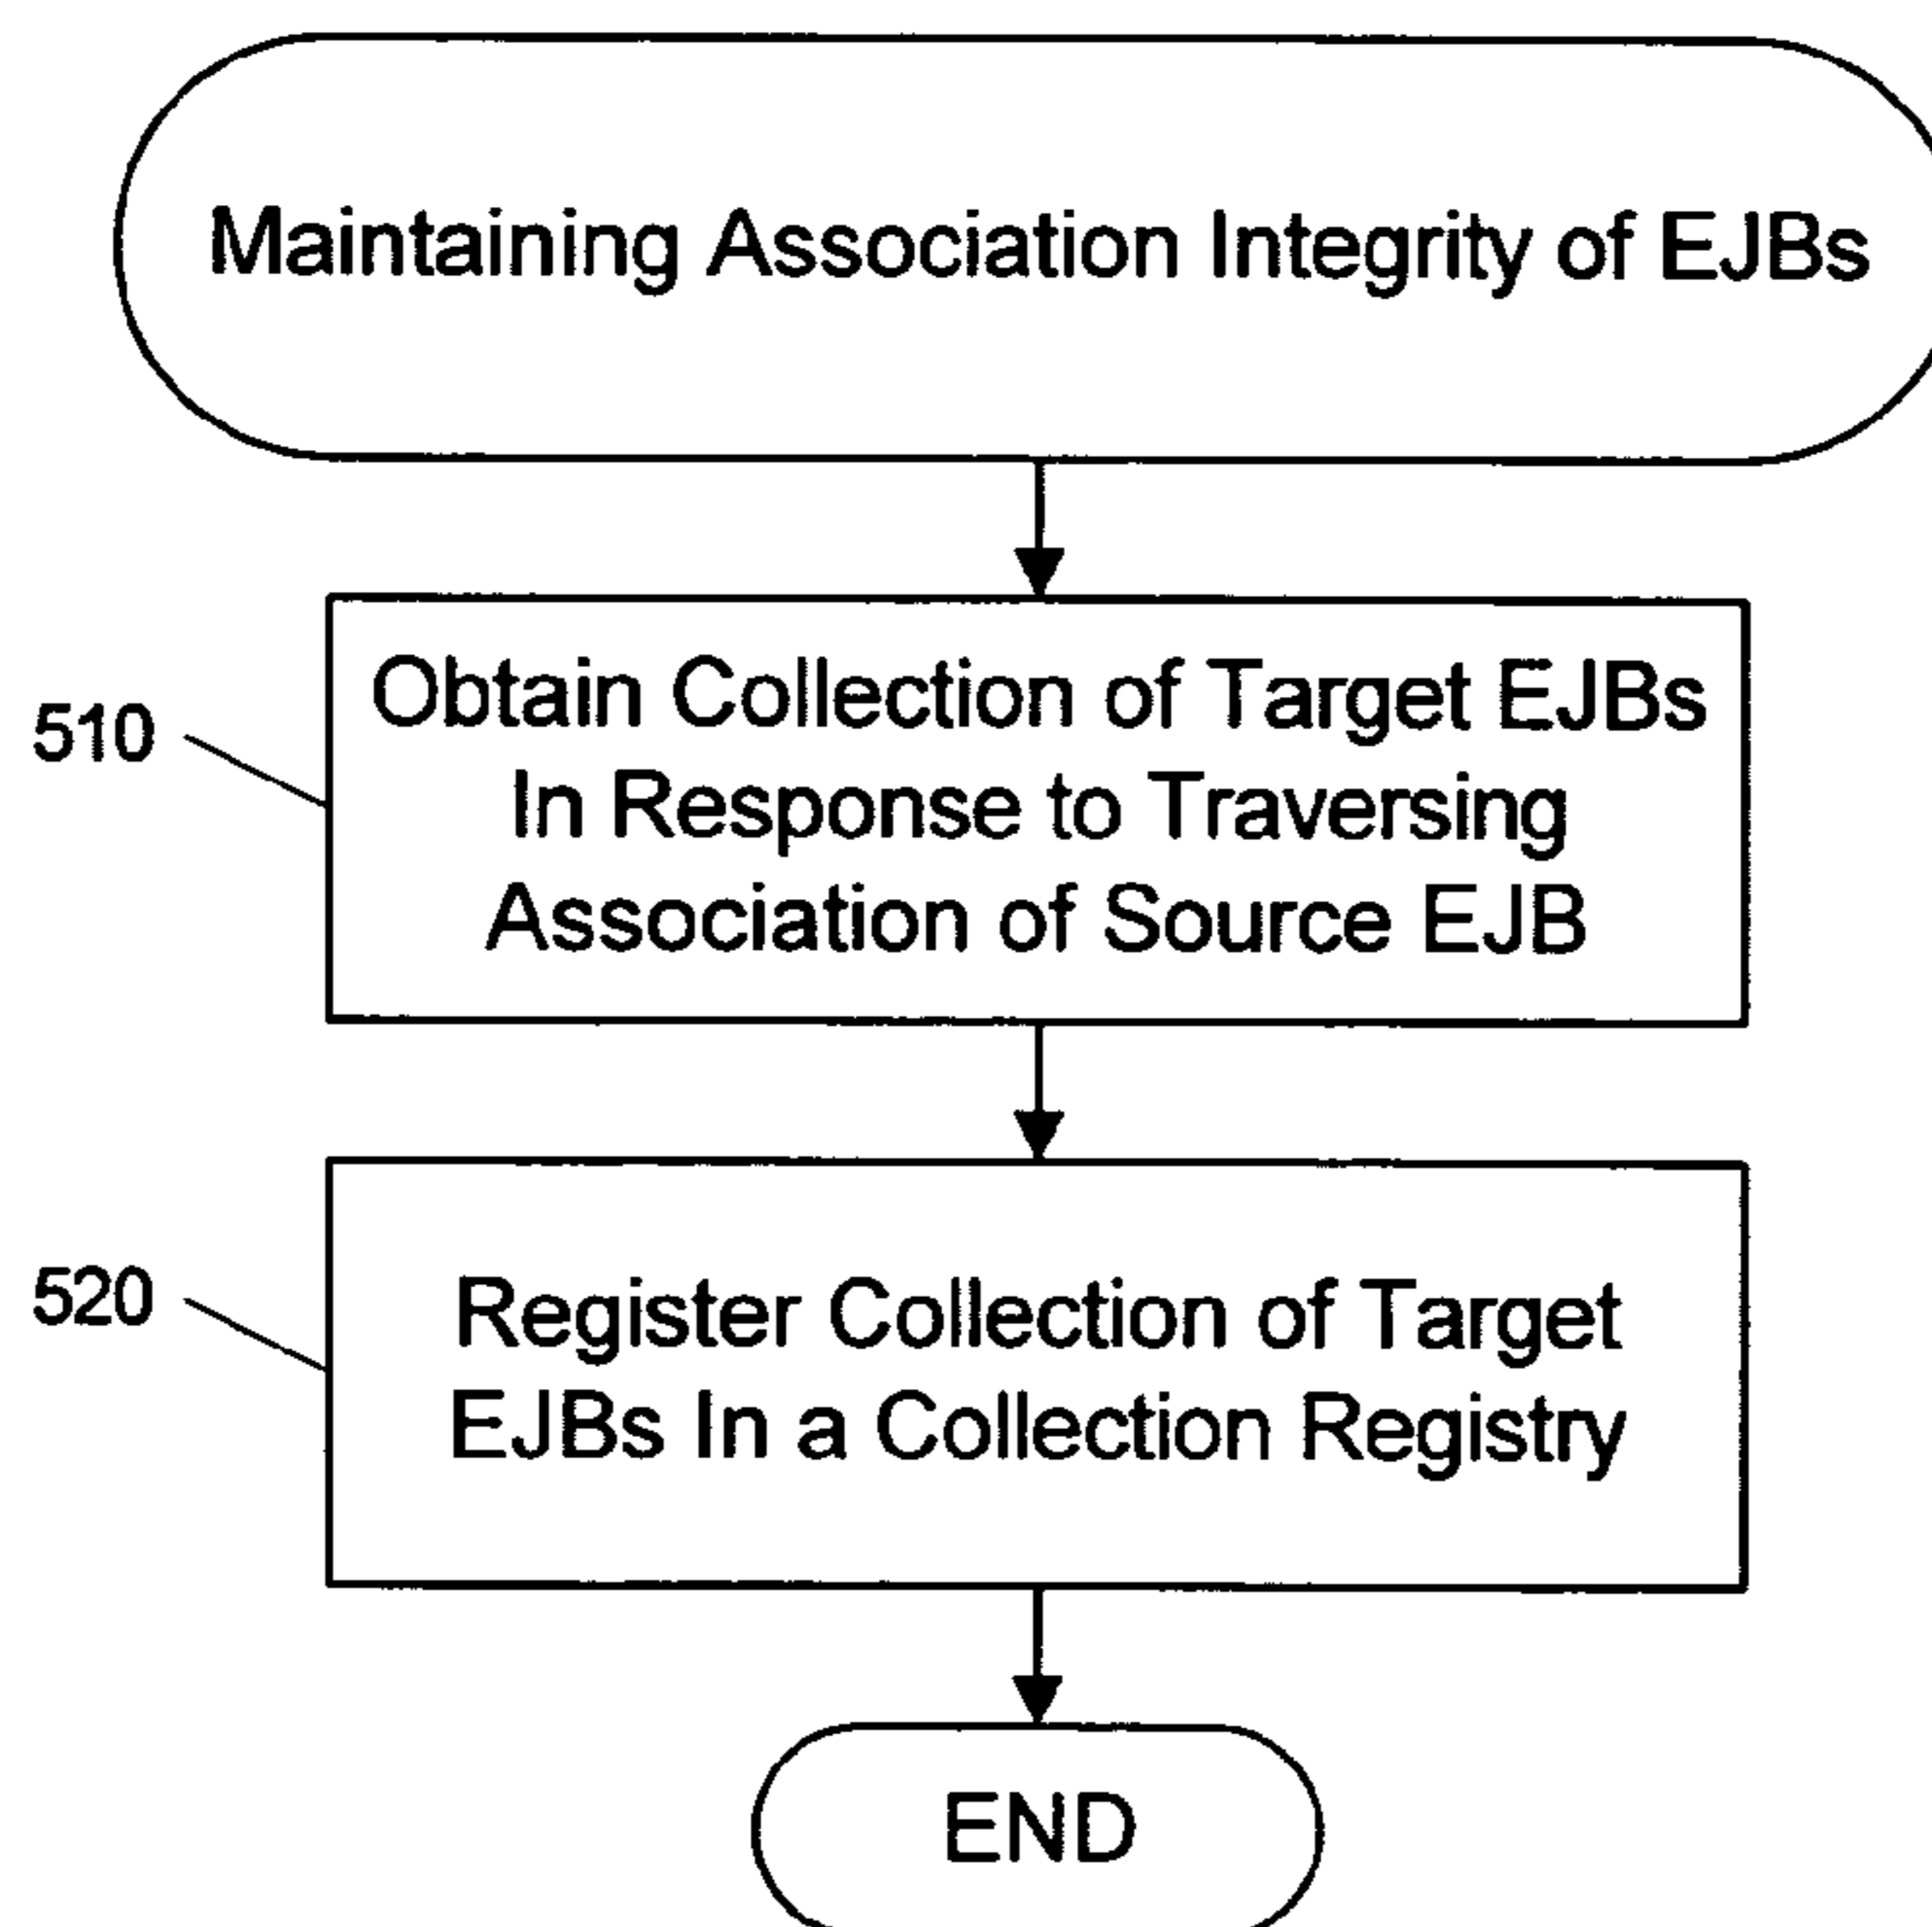 Maintaining Association Integrity of EJBs
510
Obtain Collection of Target EJBs
In Response to Traversing
Association of Source EJB
520
Register Collection of Target
EJBs In a Collection Registry
END